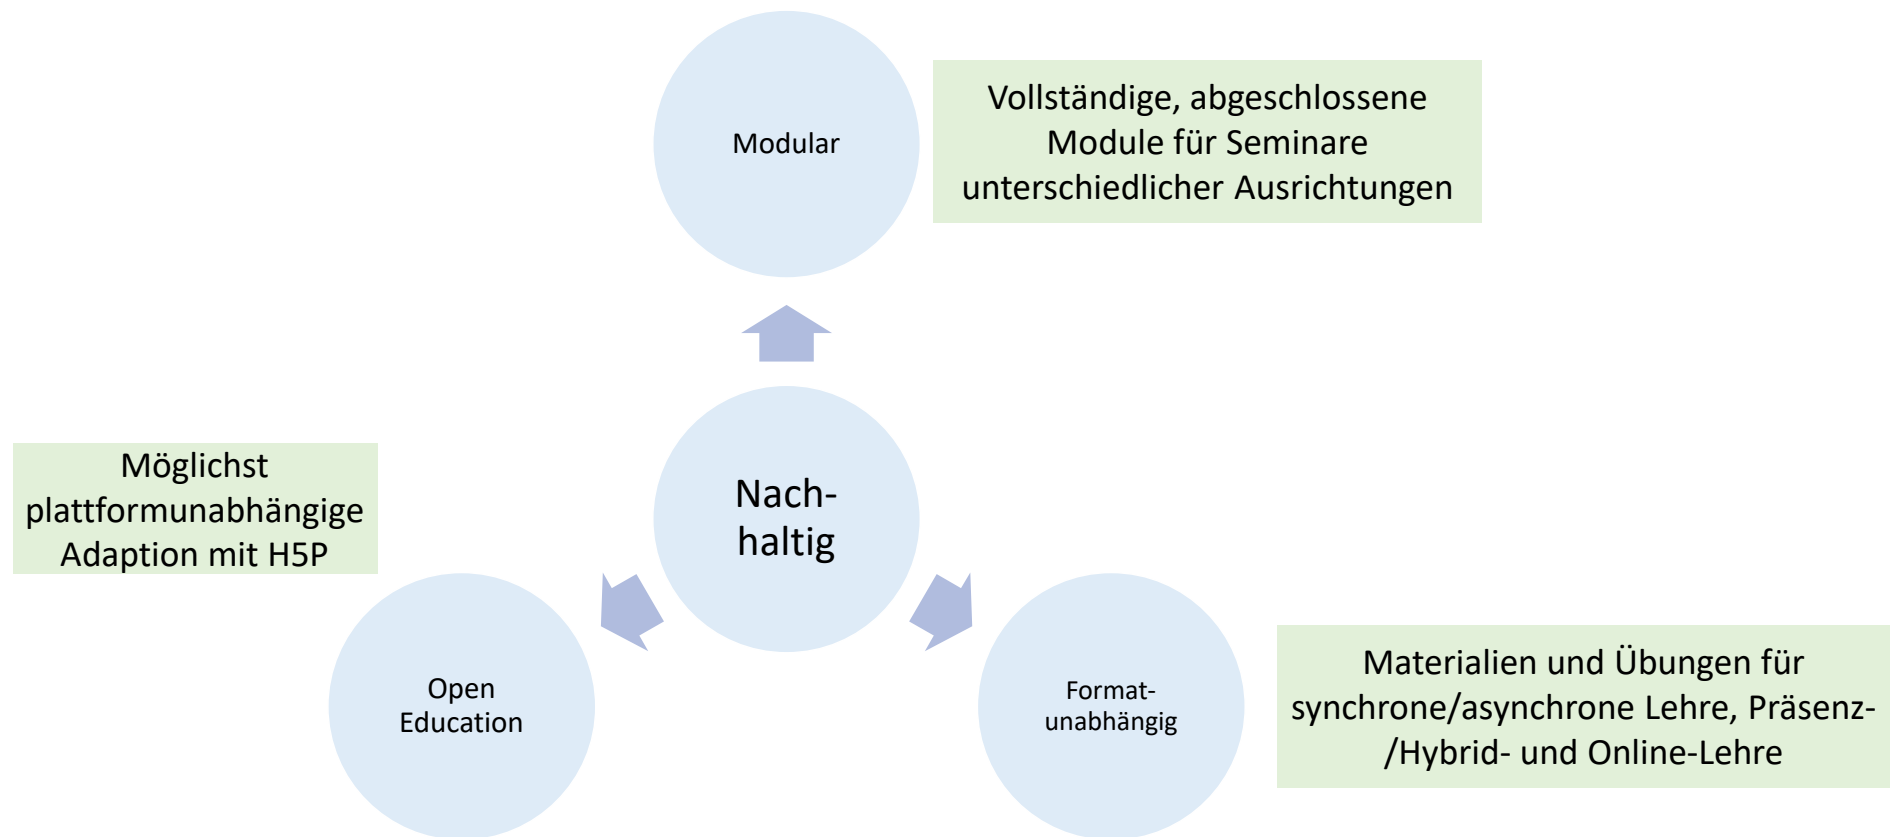 Modular
Vollständige, abgeschlossene
Module für Seminare
unterschiedlicher Ausrichtungen
Nach-
haltig
Möglichst
plattformunabhängige
Adaption mit H5P
Open
Education
Format-
unabhängig
Materialien und Übungen für
synchrone/asynchrone Lehre, Präsenz-
/Hybrid- und Online-Lehre